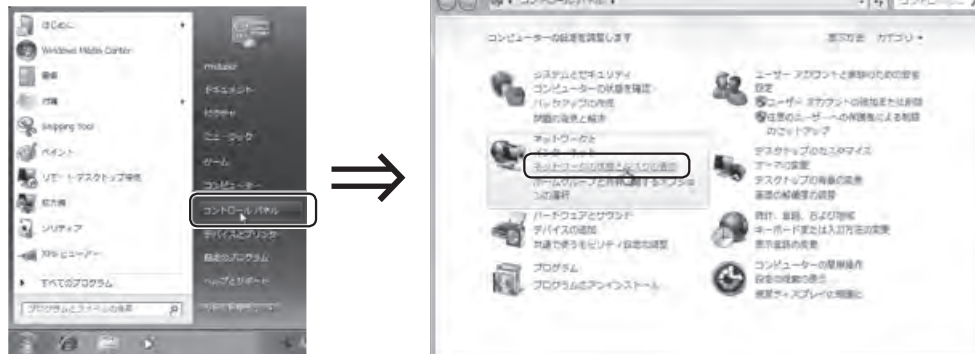 はじめに
Windows Media Center
電卓
付箋
Snipping Tool
ペイント
リモート デスクトップ接続
拡大鏡
ソリティア
XPS ビューアー
すべてのプログラム
プログラムとファイルの検索
ドキュメント
ピクチャ
ミュージック
ゲーム
コンピューター
コントロール パネル
デバイスとプリンター
既定のプログラム
ヘルプとサポート
コントロール パネル
コンピューターの設定を調整します
表示方法 カテゴリ
システムとセキュリティ
コンピューターの状態を確認
バックアップの作成
問題の発見と解決
ネットワークと
インターネット
ネットワークの状態とタスクの表示
ホームグループと共有に関するオプショ
ンの選択
ハードウェアとサウンド
デバイスの追加
共通で使うモビリティ設定の調整
プログラム
プログラムのアンインストール
ユーザー アカウントと家族のための安全
設定
ユーザー アカウントの追加または削除
任意のユーザーへの保護者による制限
のセットアップ
デスクトップのカスタマイズ
テーマの変更
デスクトップの背景の変更
画面の解像度の調整
時計、言語、および地域
キーボードまたは入力方法の変更
表示言語の変更
コンピューターの簡単操作
設定の提案の表示
視覚ディスプレイの最適化